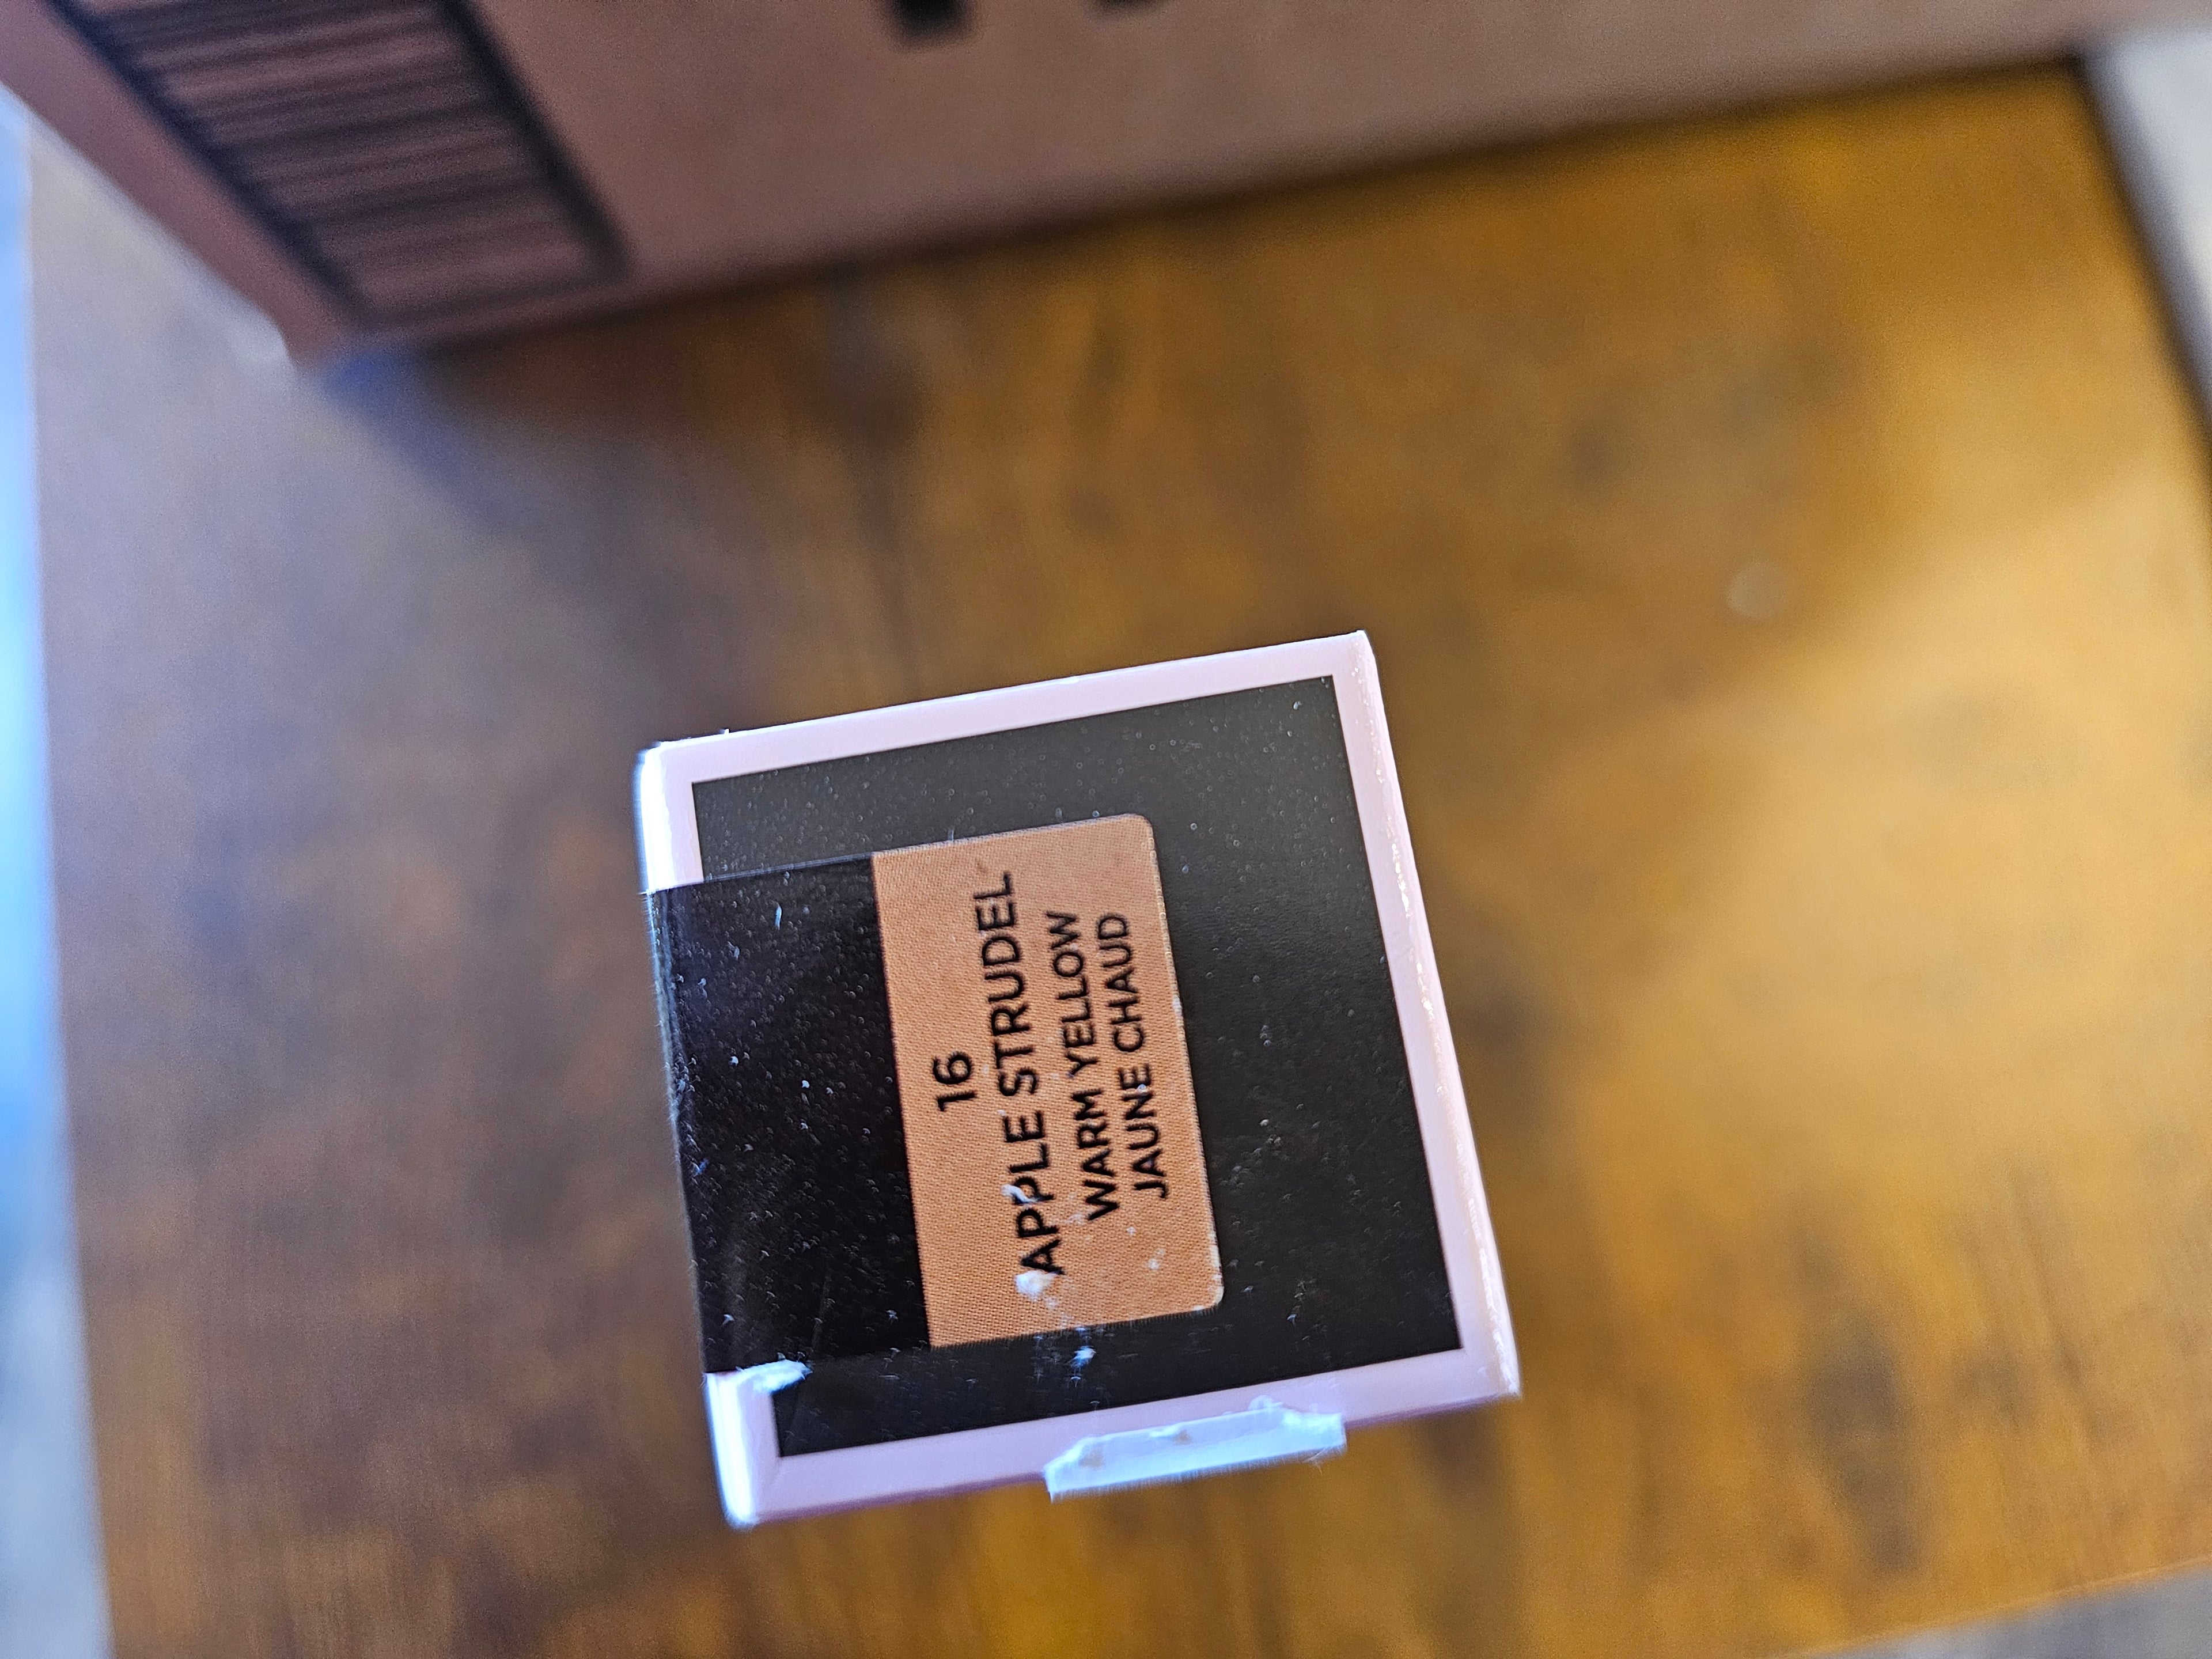 16
APPLE STRUDEL
WARM YELLOW
JAUNE CHAUD